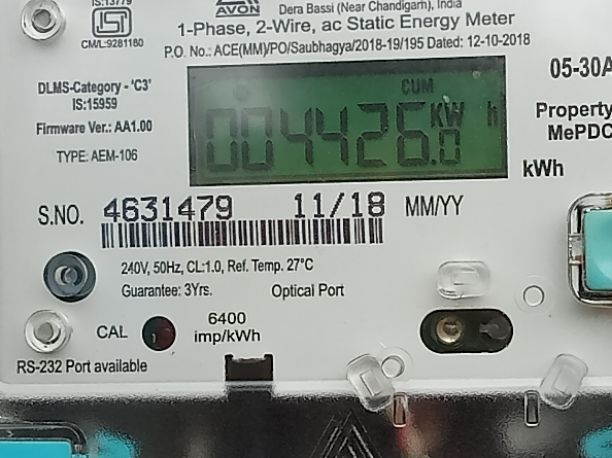 IS:13779
AVON
Dera Bassi (Near Chandigarh), India
CM/L:9281180
1-Phase, 2-Wire, ac Static Energy Meter
P.O. No.: ACE(MM)/PO/Saubhagya/2018-19/195 Dated: 12-10-2018
DLMS-Category - 'C3'
IS:15959
Firmware Ver.: AA1.00
TYPE: AEM-106
CUM
004426.0 KW h
05-30A
Property
MePDC
kWh
S.NO. 4631479 11/18 MM/YY
240V, 50Hz, CL:1.0, Ref. Temp. 27°C
Guarantee: 3Yrs. Optical Port
CAL 6400
imp/kWh
RS-232 Port available